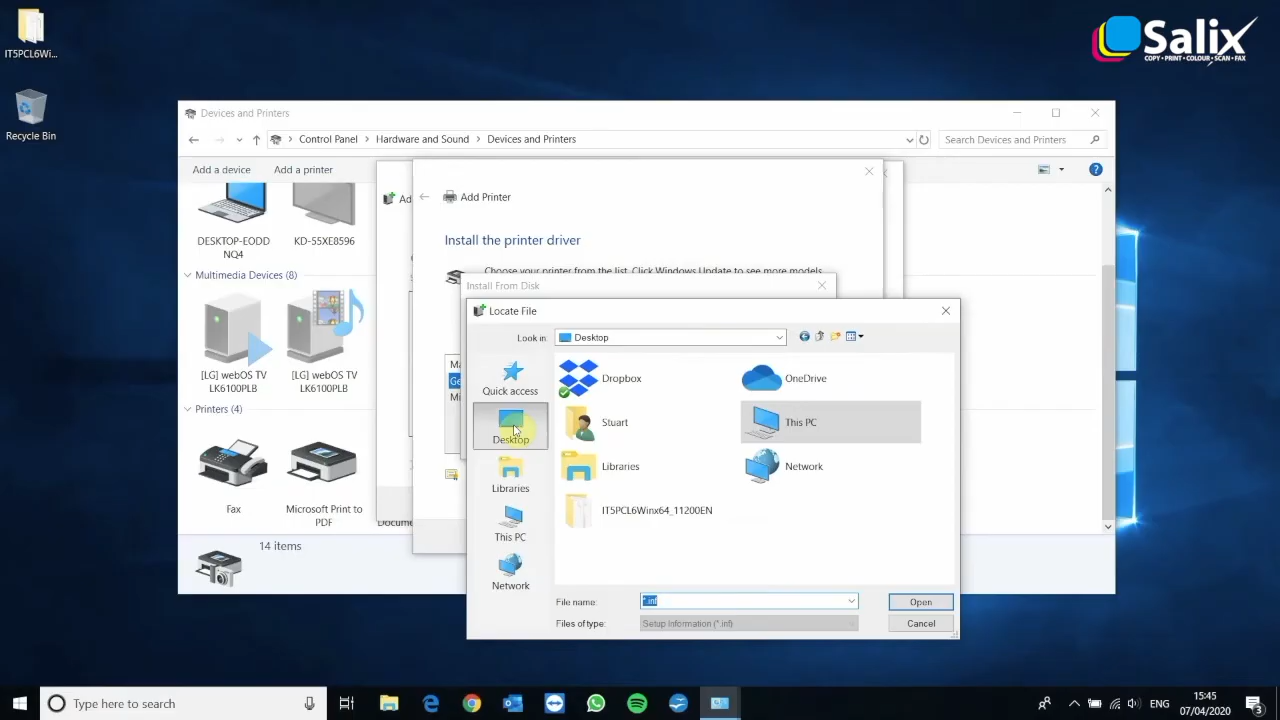 IT5PCL6Wi...
Recycle Bin
Salix
COPY • PRINT • COLOUR • SCAN • FAX
Devices and Printers
Control Panel > Hardware and Sound > Devices and Printers
Search Devices and Printers
Add a device
Add a printer
DESKTOP-EODD
NQ4
KD-55XE8596
Multimedia Devices (8)
[LG] webOS TV
LK6100PLB
[LG] webOS TV
LK6100PLB
Printers (4)
Fax
Microsoft Print to
PDF
14 items
Ad
Add Printer
Install the printer driver
Choose your printer from the list. Click Windows Update to see more models.
Install From Disk
Locate File
Look in:
Desktop
Quick access
Desktop
Libraries
This PC
Network
Dropbox
OneDrive
Stuart
This PC
Libraries
Network
IT5PCL6Winx64_11200EN
File name:
*.inf
Open
Files of type:
Setup Information (*.inf)
Cancel
Type here to search
ENG
15:45
07/04/2020
3